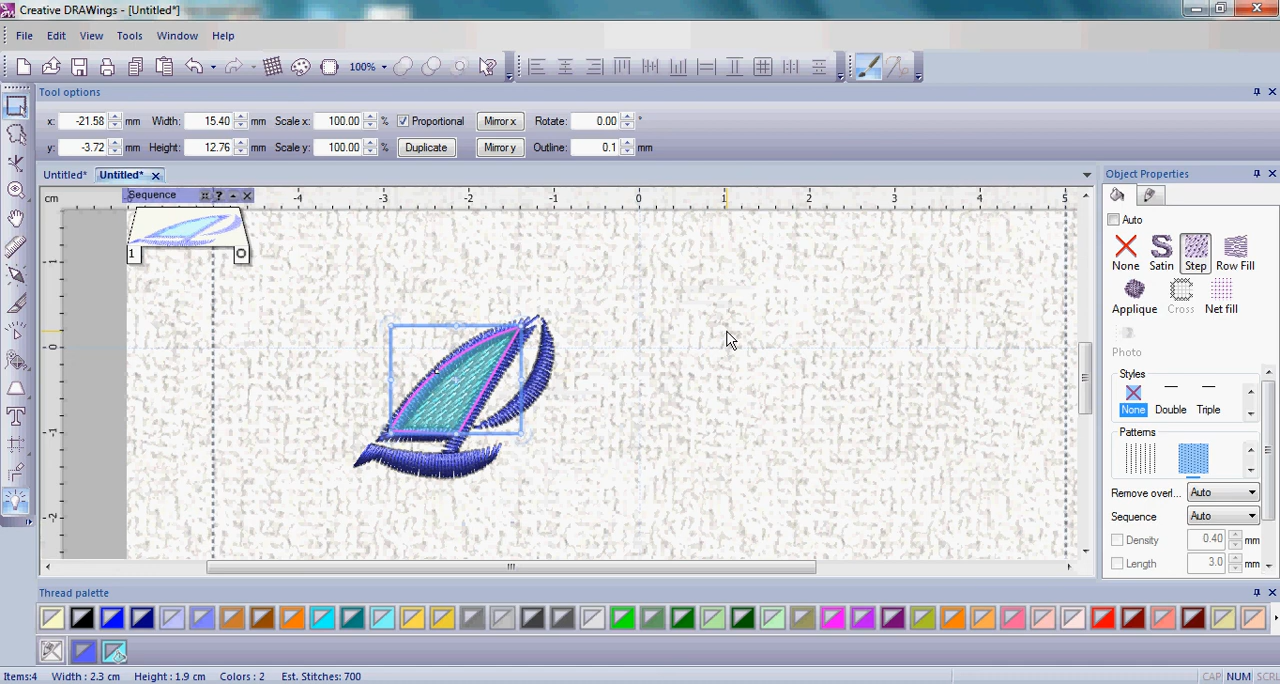 Creative DRAWings - [Untitled*]
File Edit View Tools Window Help
100%
Tool options
x: -21.58 mm Width: 15.40 mm Scale x: 100.00 % Proportional Mirror x Rotate: 0.00 °
y: -3.72 mm Height: 12.76 mm Scale y: 100.00 % Duplicate Mirror y Outline: 0.1 mm
Untitled* Untitled*
Object Properties
cm
Sequence
-4 -3 -2 -1 0 1 2 3 4 5
Auto
1
None Satin Step Row Fill
Applique Cross Net fill
Photo
Styles
None Double Triple
Patterns
1
0
-1
-2
Remove overl... Auto
Sequence Auto
Density 0.40 mm
Length 3.0 mm
Thread palette
Items:4 Width : 2.3 cm Height : 1.9 cm Colors : 2 Est. Stitches: 700 CAP NUM SCRL